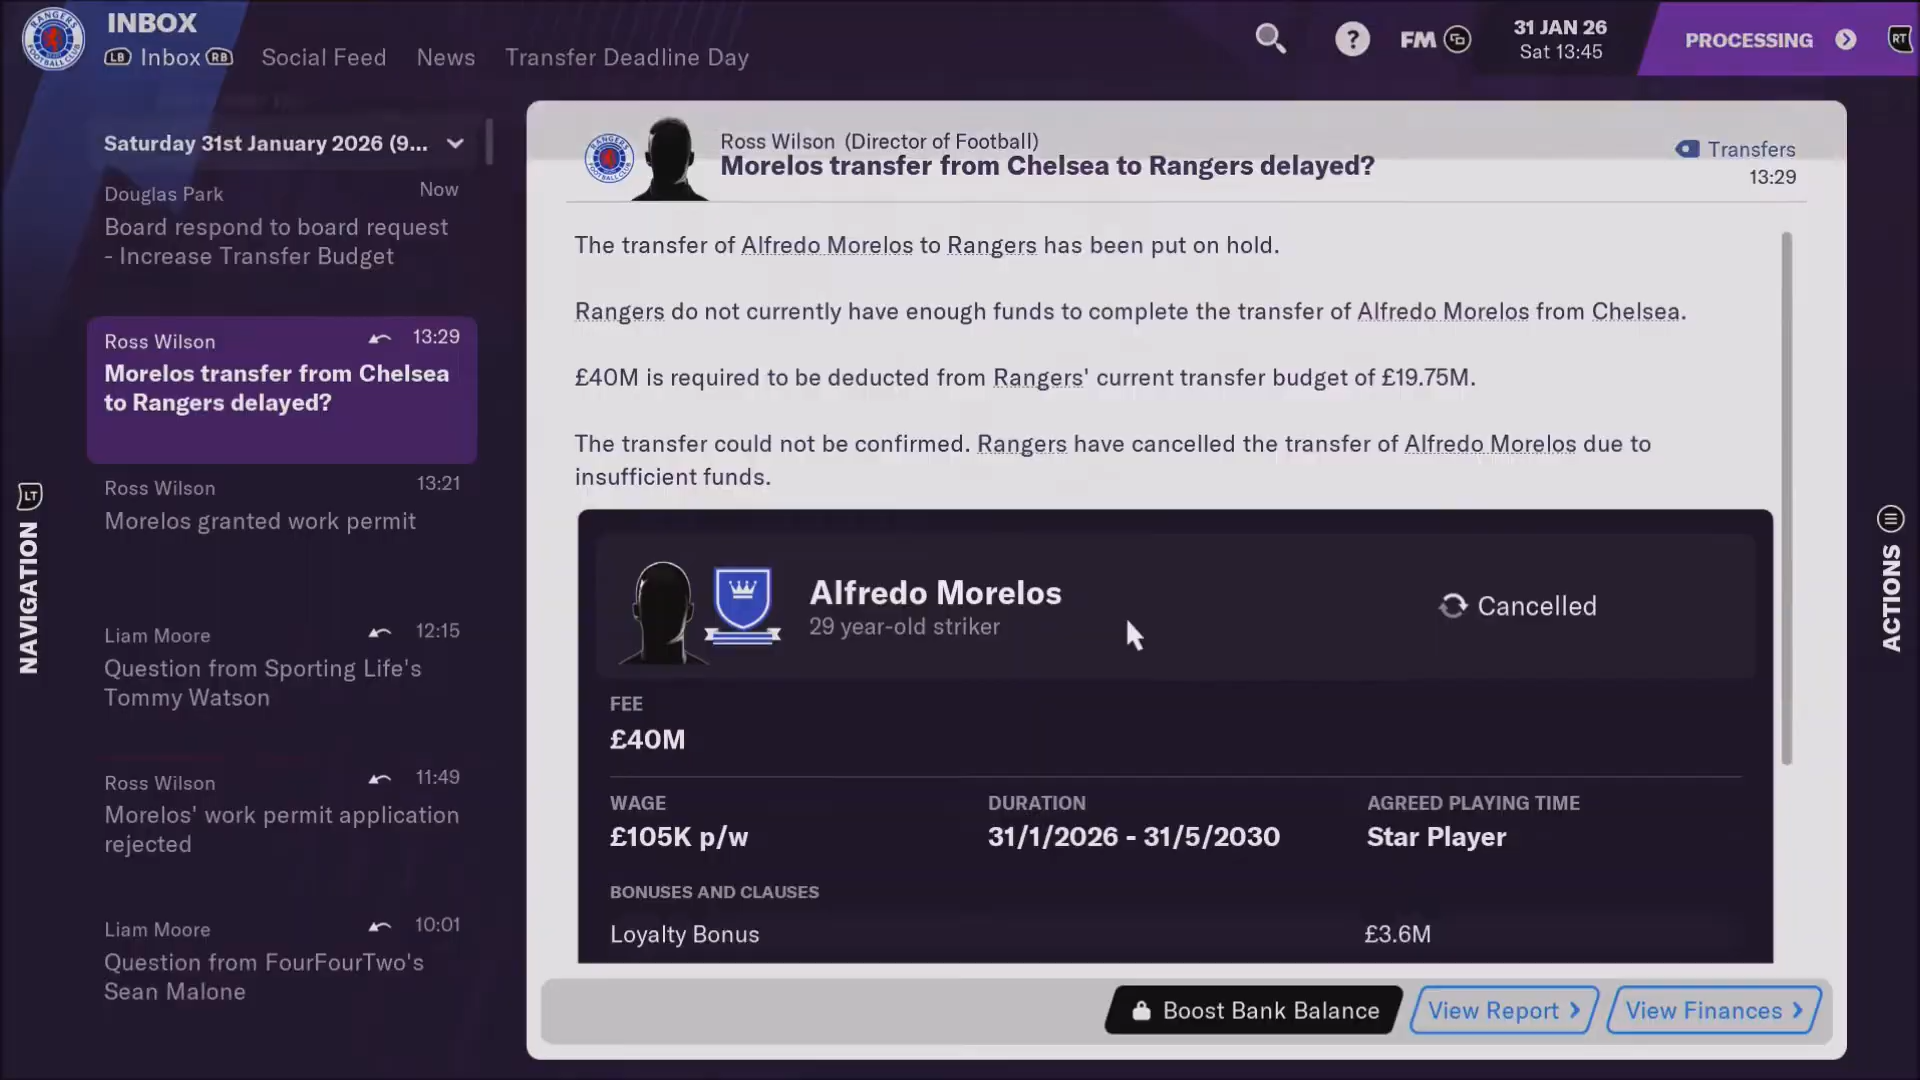 INBOX
LB Inbox RB
Social Feed
News
Transfer Deadline Day
FM
31 JAN 26
Sat 13:45
PROCESSING
RT
LT
NAVIGATION
Saturday 31st January 2026 (9...
Douglas Park
Now
Board respond to board request
- Increase Transfer Budget
Ross Wilson
13:29
Morelos transfer from Chelsea
to Rangers delayed?
Ross Wilson
13:21
Morelos granted work permit
Liam Moore
12:15
Question from Sporting Life's
Tommy Watson
Ross Wilson
11:49
Morelos' work permit application
rejected
Liam Moore
10:01
Question from FourFourTwo's
Sean Malone
Ross Wilson (Director of Football)
Morelos transfer from Chelsea to Rangers delayed?
Transfers
13:29
The transfer of Alfredo Morelos to Rangers has been put on hold.
Rangers do not currently have enough funds to complete the transfer of Alfredo Morelos from Chelsea.
£40M is required to be deducted from Rangers' current transfer budget of £19.75M.
The transfer could not be confirmed. Rangers have cancelled the transfer of Alfredo Morelos due to
insufficient funds.
Alfredo Morelos
29 year-old striker
Cancelled
FEE
£40M
WAGE
£105K p/w
DURATION
31/1/2026 - 31/5/2030
AGREED PLAYING TIME
Star Player
BONUSES AND CLAUSES
Loyalty Bonus
£3.6M
Boost Bank Balance
View Report
View Finances
ACTIONS